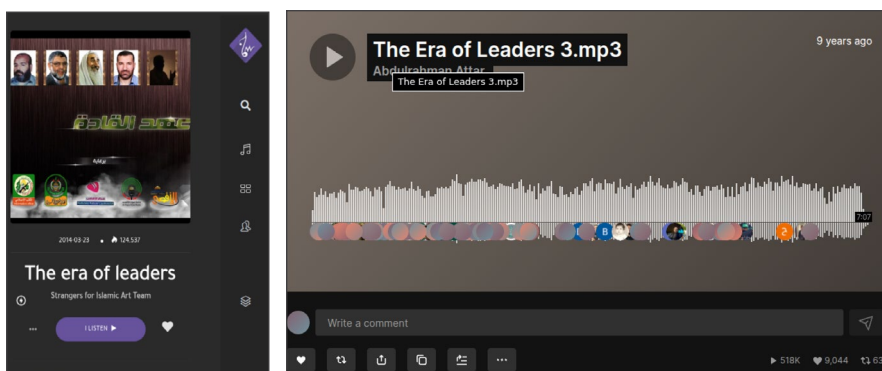 عهد القادة
برعاية
2014-03-23 • 124,537
The era of leaders
Strangers for Islamic Art Team
I LISTEN
The Era of Leaders 3.mp3
9 years ago
Abdulrahman Attar
The Era of Leaders 3.mp3
7:07
B
Write a comment
518K 9,044 63